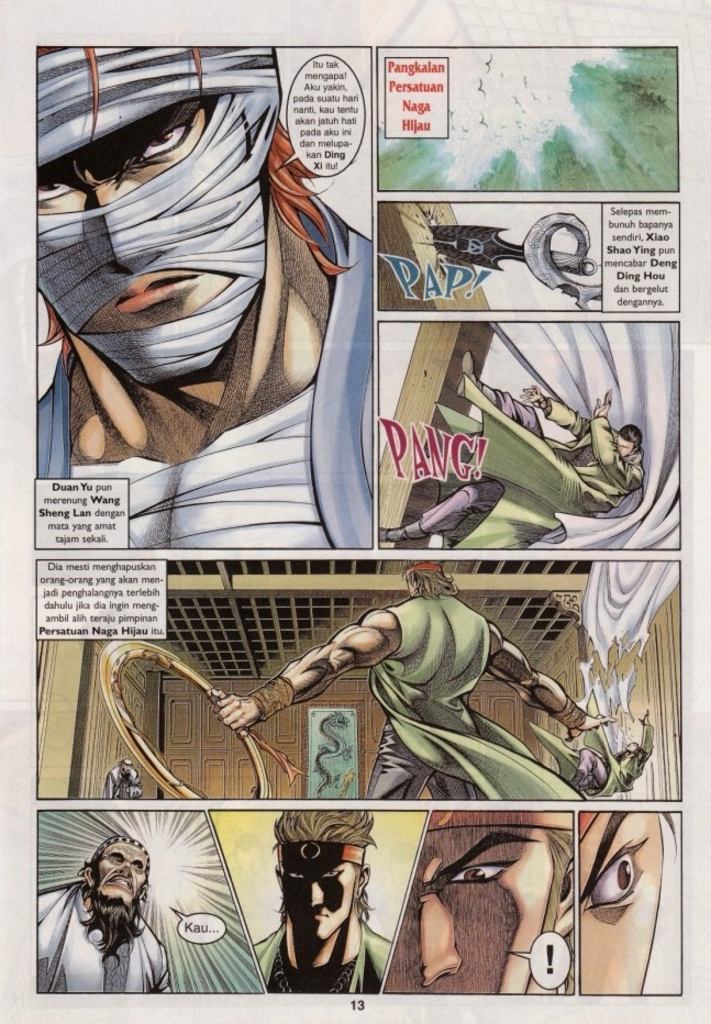 Itu tak
mengapa!
Aku yakin,
pada suatu hari
nanti, kau tentu
akan jatuh hati
pada aku ini
dan melupa-
kan Ding
Xi itu!
Duan Yu pun
merenung Wang
Sheng Lan dengan
mata yang amat
tajam sekali.
Pangkalan
Persatuan
Naga
Hijau
PAP!
Selepas mem-
bunuh bapanya
sendiri, Xiao
Shao Ying pun
mencabar Deng
Ding Hou
dan bergelut
dengannya.
PANG!
Dia mesti menghapuskan
orang-orang yang akan men-
jadi penghalangnya terlebih
dahulu jika dia ingin meng-
ambil alih teraju pimpinan
Persatuan Naga Hijau itu.
Kau...
!
13